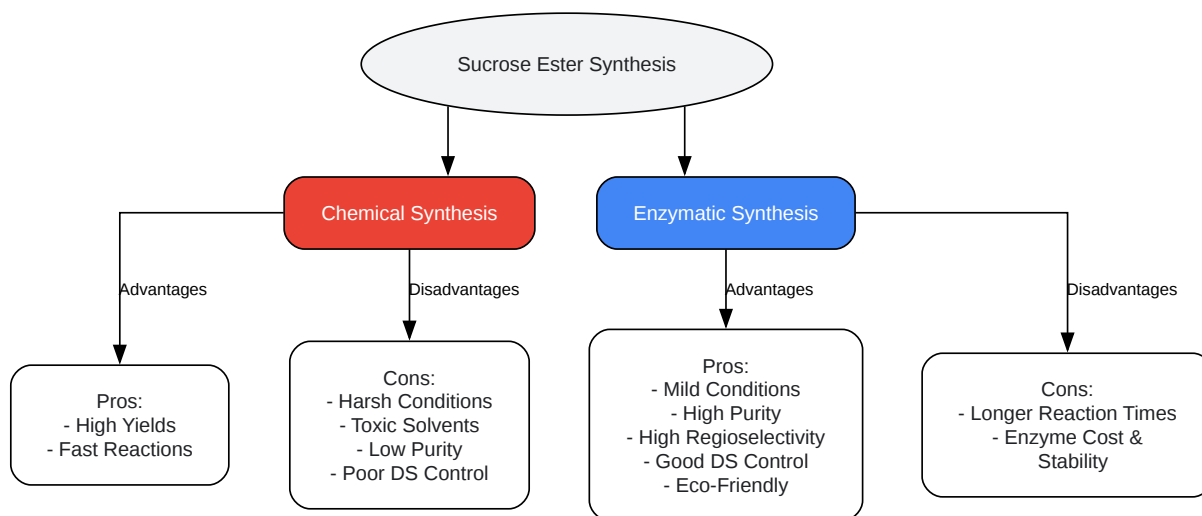 Sucrose Ester Synthesis
Chemical Synthesis
Enzymatic Synthesis
Advantages
Disadvantages
Advantages
Disadvantages
Pros:
- High Yields
- Fast Reactions
Cons:
- Harsh Conditions
- Toxic Solvents
- Low Purity
- Poor DS Control
Pros:
- Mild Conditions
- High Purity
- High Regioselectivity
- Good DS Control
- Eco-Friendly
Cons:
- Longer Reaction Times
- Enzyme Cost &
Stability